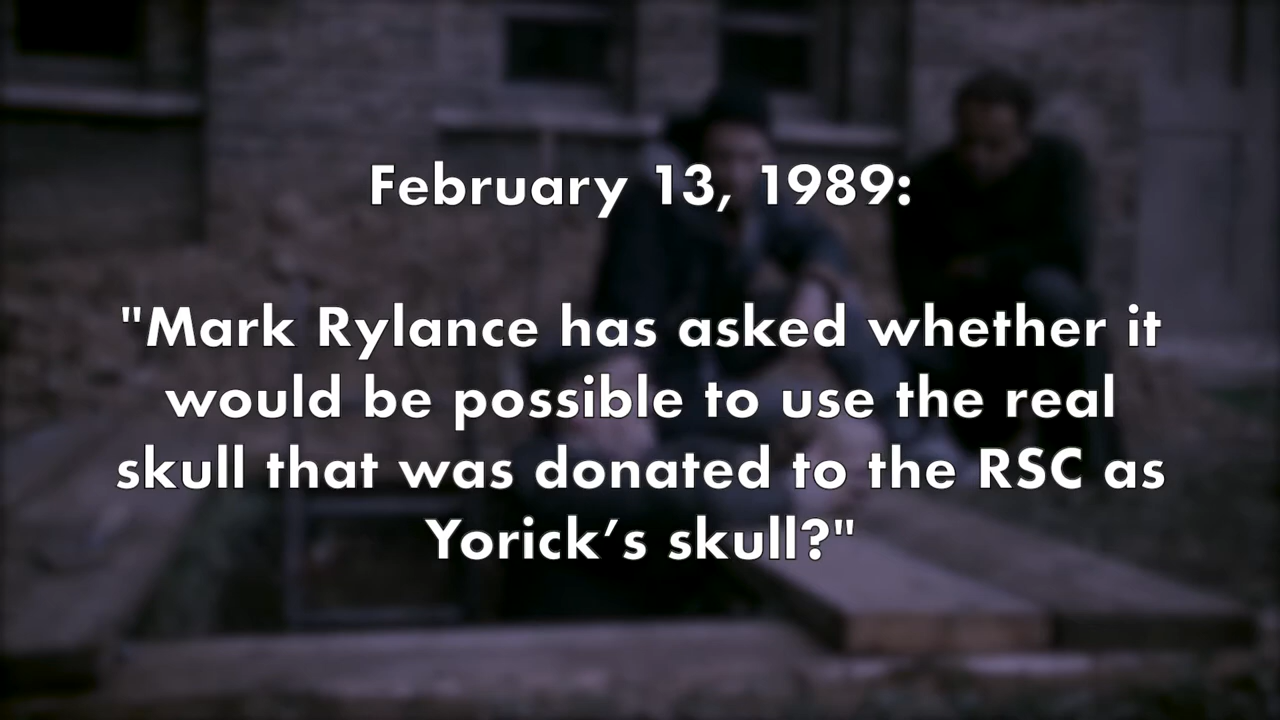 February 13, 1989:
"Mark Rylance has asked whether it
would be possible to use the real
skull that was donated to the RSC as
Yorick’s skull?"